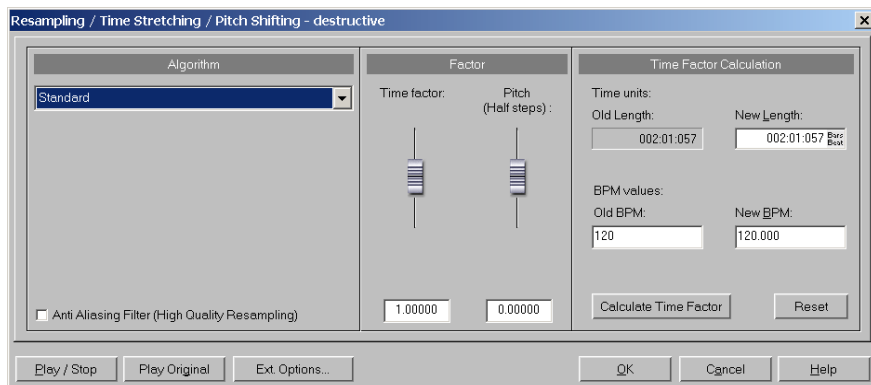 Resampling / Time Stretching / Pitch Shifting - destructive
Algorithm
Standard
Anti Aliasing Filter (High Quality Resampling)
Factor
Time factor:
Pitch
(Half steps) :
1.00000
0.00000
Time Factor Calculation
Time units:
Old Length:
New Length:
002:01:057
002:01:057 Bars
Beat
BPM values:
Old BPM:
New BPM:
120
120.000
Calculate Time Factor
Reset
Play / Stop
Play Original
Ext. Options...
OK
Cancel
Help